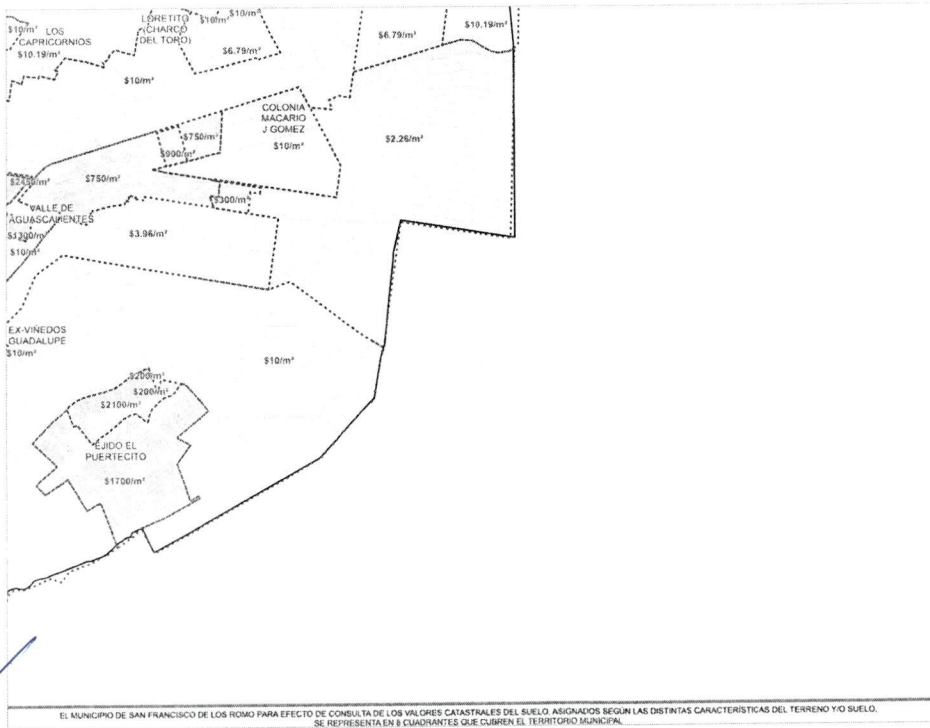 $10/m²
LOS
CAPRICORNIOS
$10.19/m²
LORETITO
(CHARCO
DEL TORO)
$10/m²
$10/m²
$6.79/m²
$6.79/m²
$10.19/m²
$10/m²
COLONIA
MACARIO
J GOMEZ
$10/m²
$2.26/m²
$750/m²
$900/m²
$750/m²
$300/m²
VALLE DE
AGUASCALIENTES
$1300/m²
$10/m²
$3.96/m²
EX-VIÑEDOS
GUADALUPE
$10/m²
$10/m²
$200/m²
$200/m²
$2100/m²
EJIDO EL
PUERTECITO
$1700/m²
EL MUNICIPIO DE SAN FRANCISCO DE LOS ROMO PARA EFECTO DE CONSULTA DE LOS VALORES CATASTRALES DEL SUELO, ASIGNADOS SEGÚN LAS DISTINTAS CARACTERÍSTICAS DEL TERRENO Y/O SUELO,
SE REPRESENTA EN 8 CUADRANTES QUE CUBREN EL TERRITORIO MUNICIPAL